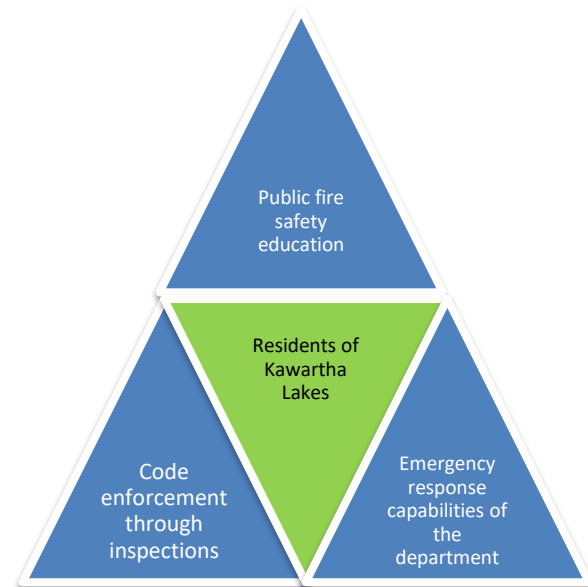 Public fire
safety
education
Residents of
Kawartha
Lakes
Code
enforcement
through
inspections
Emergency
response
capabilities of
the
department